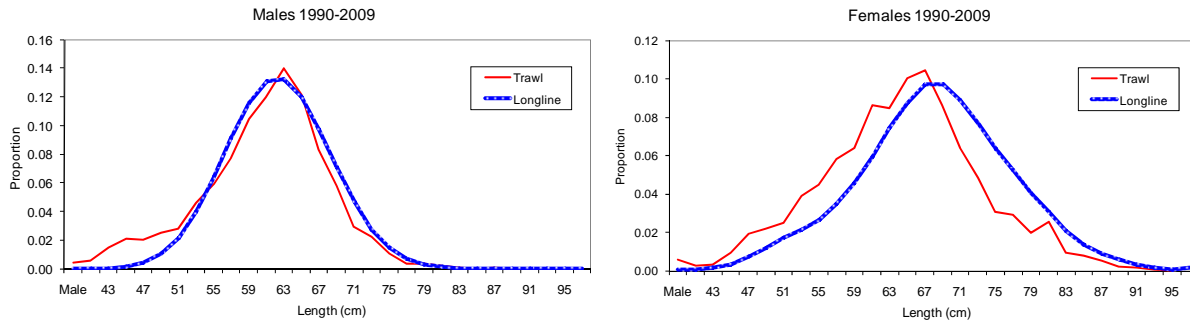 Males 1990-2009
0.16
0.14
0.12
0.10
0.08
0.06
0.04
0.02
0.00
Proportion
Trawl
Longline
Male 43 47 51 55 59 63 67 71 75 79 83 87 91 95
Length (cm)
Females 1990-2009
0.12
0.10
0.08
0.06
0.04
0.02
0.00
Proportion
Trawl
Longline
Male 43 47 51 55 59 63 67 71 75 79 83 87 91 95
Length (cm)